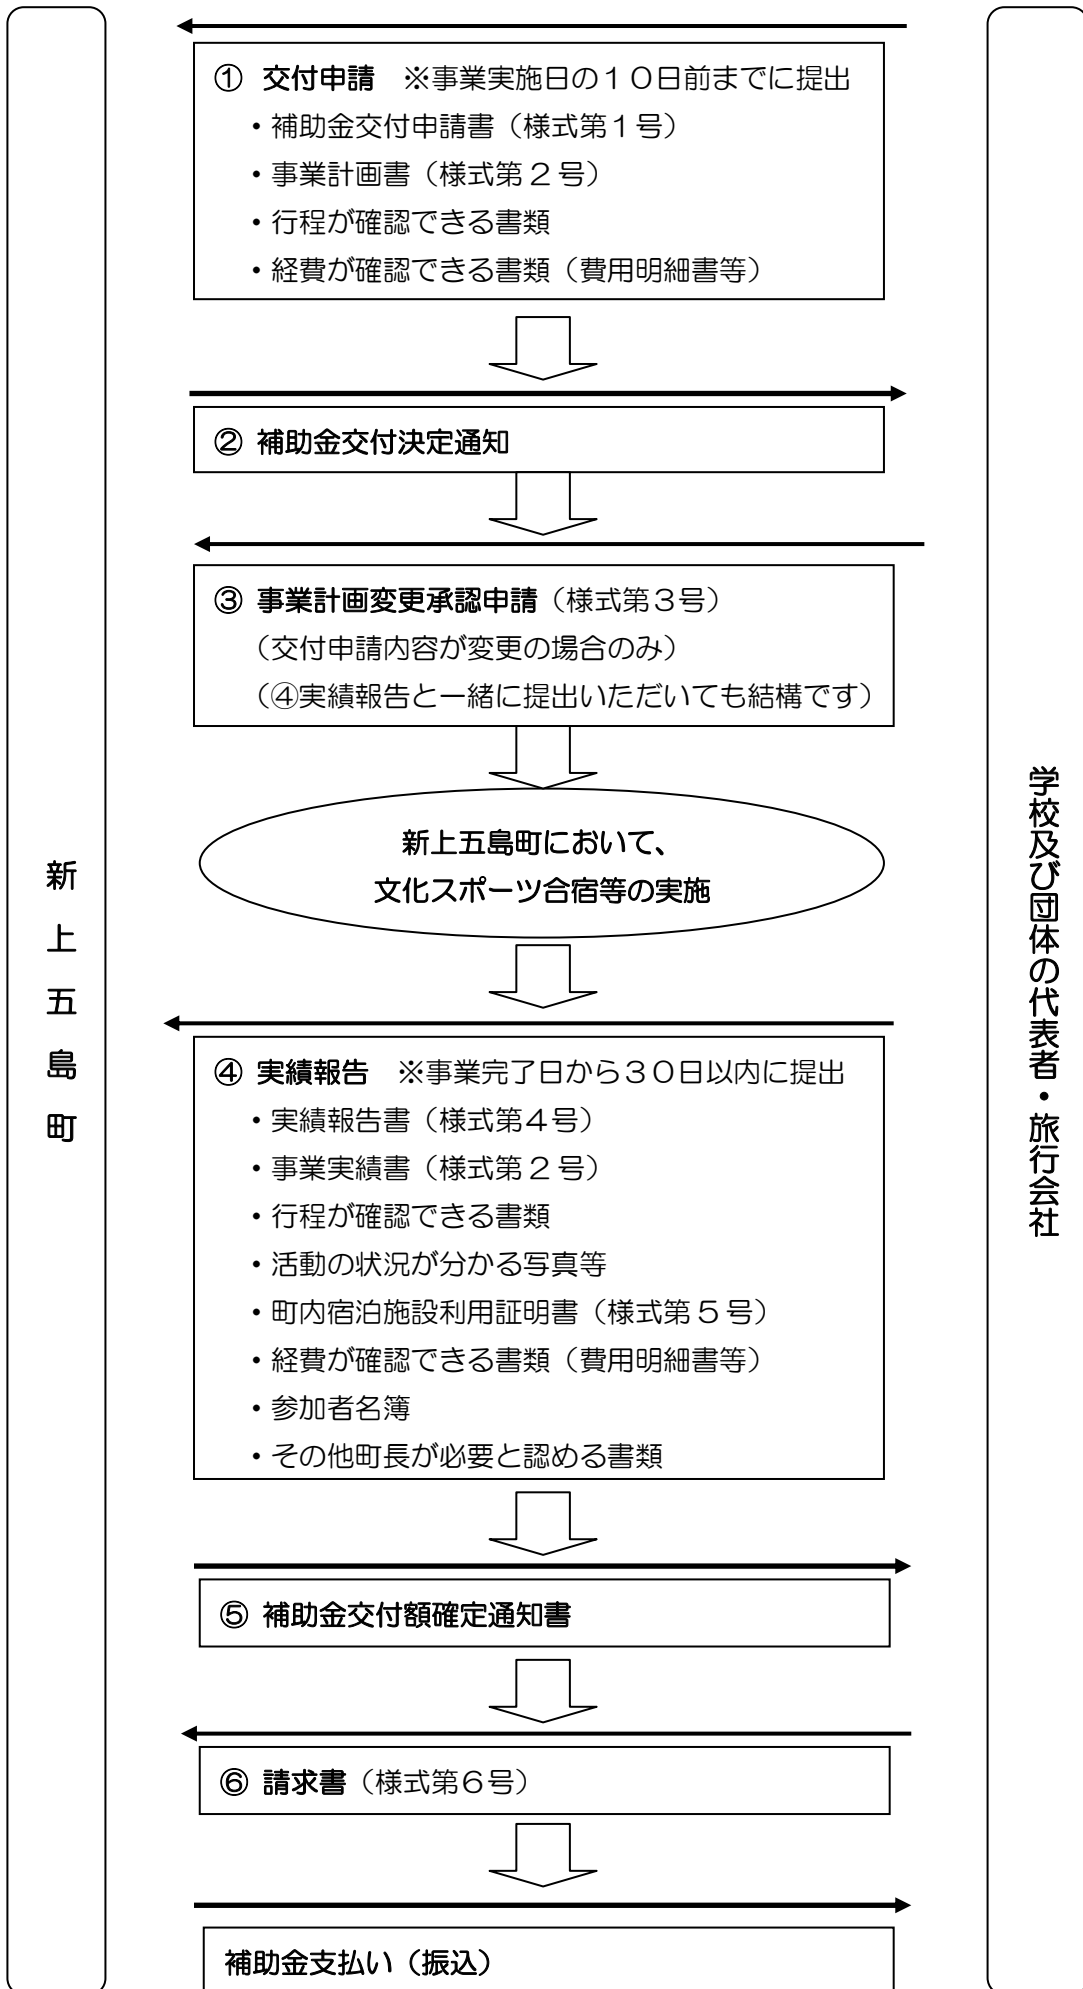 ① 交付申請　※事業実施日の１０日前までに提出
・補助金交付申請書（様式第１号）
・事業計画書（様式第２号）
・行程が確認できる書類
・経費が確認できる書類（費用明細書等）
② 補助金交付決定通知
③ 事業計画変更承認申請（様式第３号）
（交付申請内容が変更の場合のみ）
（④実績報告と一緒に提出いただいても結構です）
新上五島町において、
文化スポーツ合宿等の実施
④ 実績報告　※事業完了日から３０日以内に提出
・実績報告書（様式第４号）
・事業実績書（様式第２号）
・行程が確認できる書類
・活動の状況が分かる写真等
・町内宿泊施設利用証明書（様式第５号）
・経費が確認できる書類（費用明細書等）
・参加者名簿
・その他町長が必要と認める書類
⑤ 補助金交付額確定通知書
⑥ 請求書（様式第６号）
補助金支払い（振込）
新上五島町
学校及び団体の代表者・旅行会社